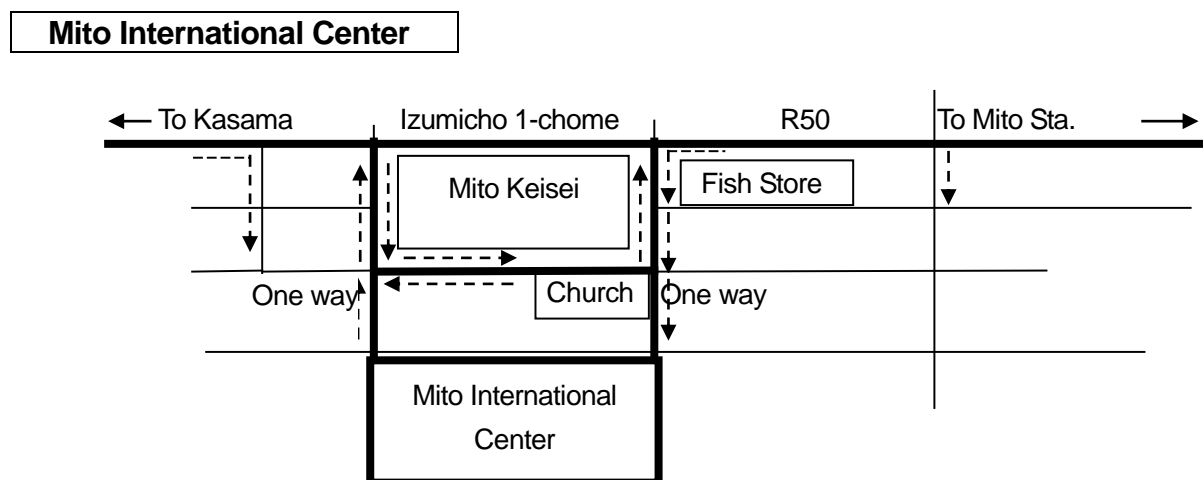 Mito International Center
To Kasama
Izumicho 1-chome
R50
To Mito Sta.
Mito Keisei
Fish Store
One way
Church
One way
Mito International
Center